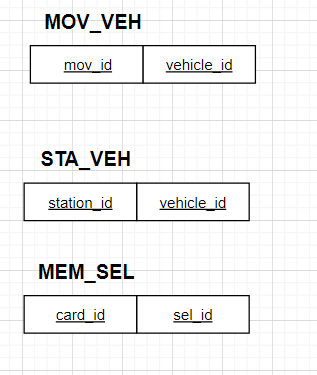 MOV_VEH
mov_id vehicle_id
STA_VEH
station_id vehicle_id
MEM_SEL
card_id sel_id